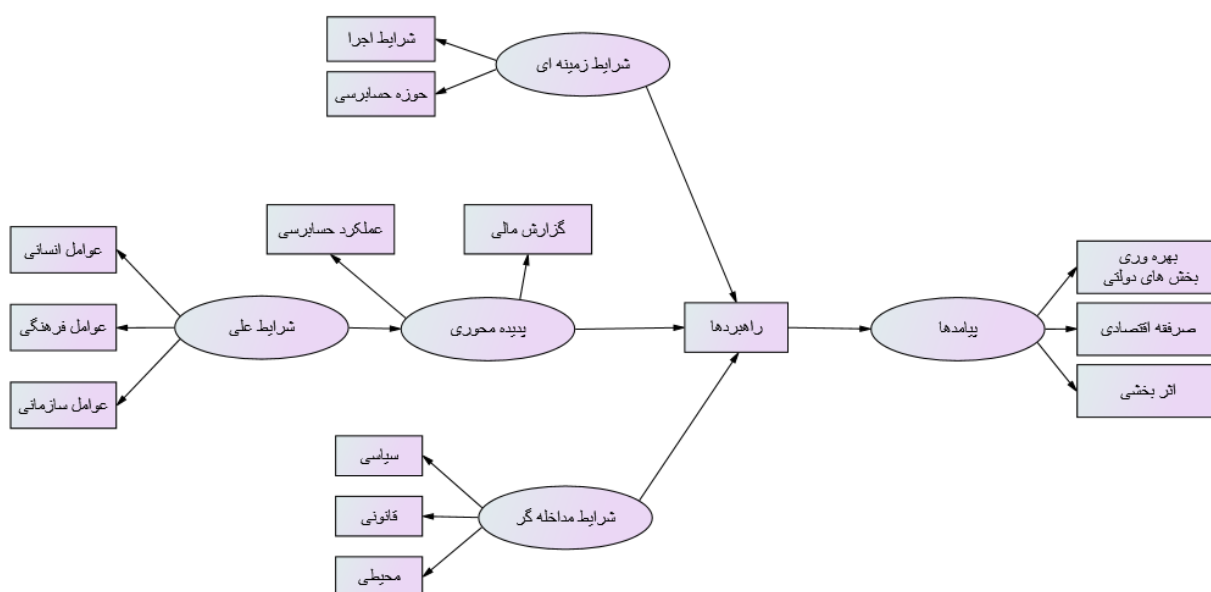 شرایط اجرا
شرایط زمینه ای
حوزه حسابرسی
عملکرد حسابرسی
گزارش مالی
عوامل انسانی
عوامل فرهنگی
عوامل سازمانی
شرایط علی
پدیده محوری
راهبردها
پیامدها
بهره وری
بخش های دولتی
صرفقه اقتصادی
اثر بخشی
سیاسی
قانونی
محیطی
شرایط مداخله گر